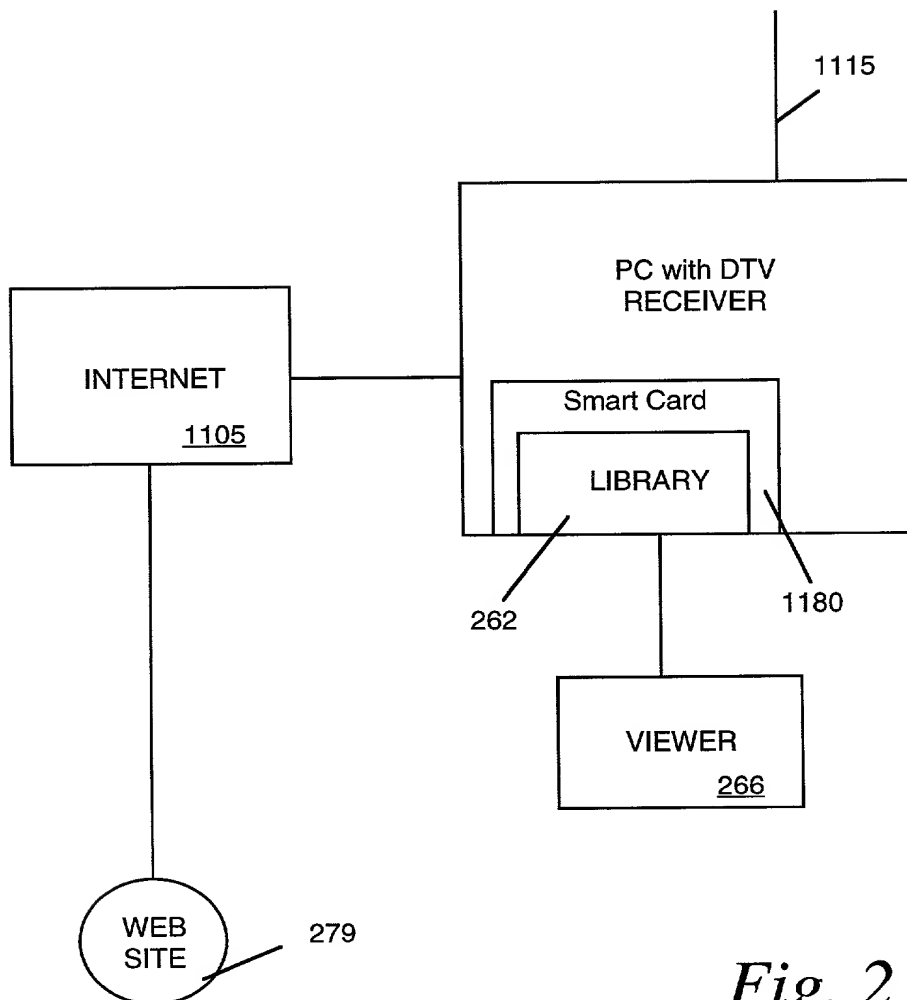 1115
PC with DTV
RECEIVER
INTERNET
1105
Smart Card
LIBRARY
262
1180
VIEWER
266
WEB
SITE
279
Fig. 2